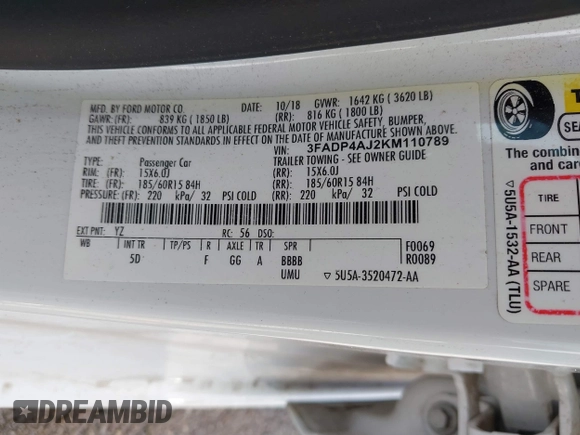 MFD. BY FORD MOTOR CO.
10/18 GVWR: 1642 KG ( 3620 LB)
GAWR: (FR): 839 KG ( 1850 LB) (RR): 816 KG ( 1800 LB)
THIS VEHICLE CONFORMS TO ALL APPLICABLE FEDERAL MOTOR VEHICLE SAFETY, BUMPER,
AND THEFT PREVENTION STANDARDS IN EFFECT ON THE DATE OF MANUFACTURE SHOWN ABOVE.
VIN: 3FADP4AJ2KM110789
TYPE: Passenger Car TRAILER TOWING - SEE OWNER GUIDE
RIM: (FR) 15X6.0J (RR): 15X6.0J
TIRE: (FR) 185/60R15 84H (RR): 185/60R15 84H
PRESSURE: (FR) 220 kPa/ 32 PSI COLD (RR): 220 kPa/ 32 PSI COLD
EXT PNT: YZ RC: 56 DSO:
WB INT TR TP/PS R AXLE TR SPR F0069
5D F GG A BBBB R0089
UMU ▽ 5U5A-3520472-AA
▽ 5U5A-1532-AA (TLU)
SEA
The combined
and carg
TIRE
FRONT
REAR
SPARE
DREAMBID